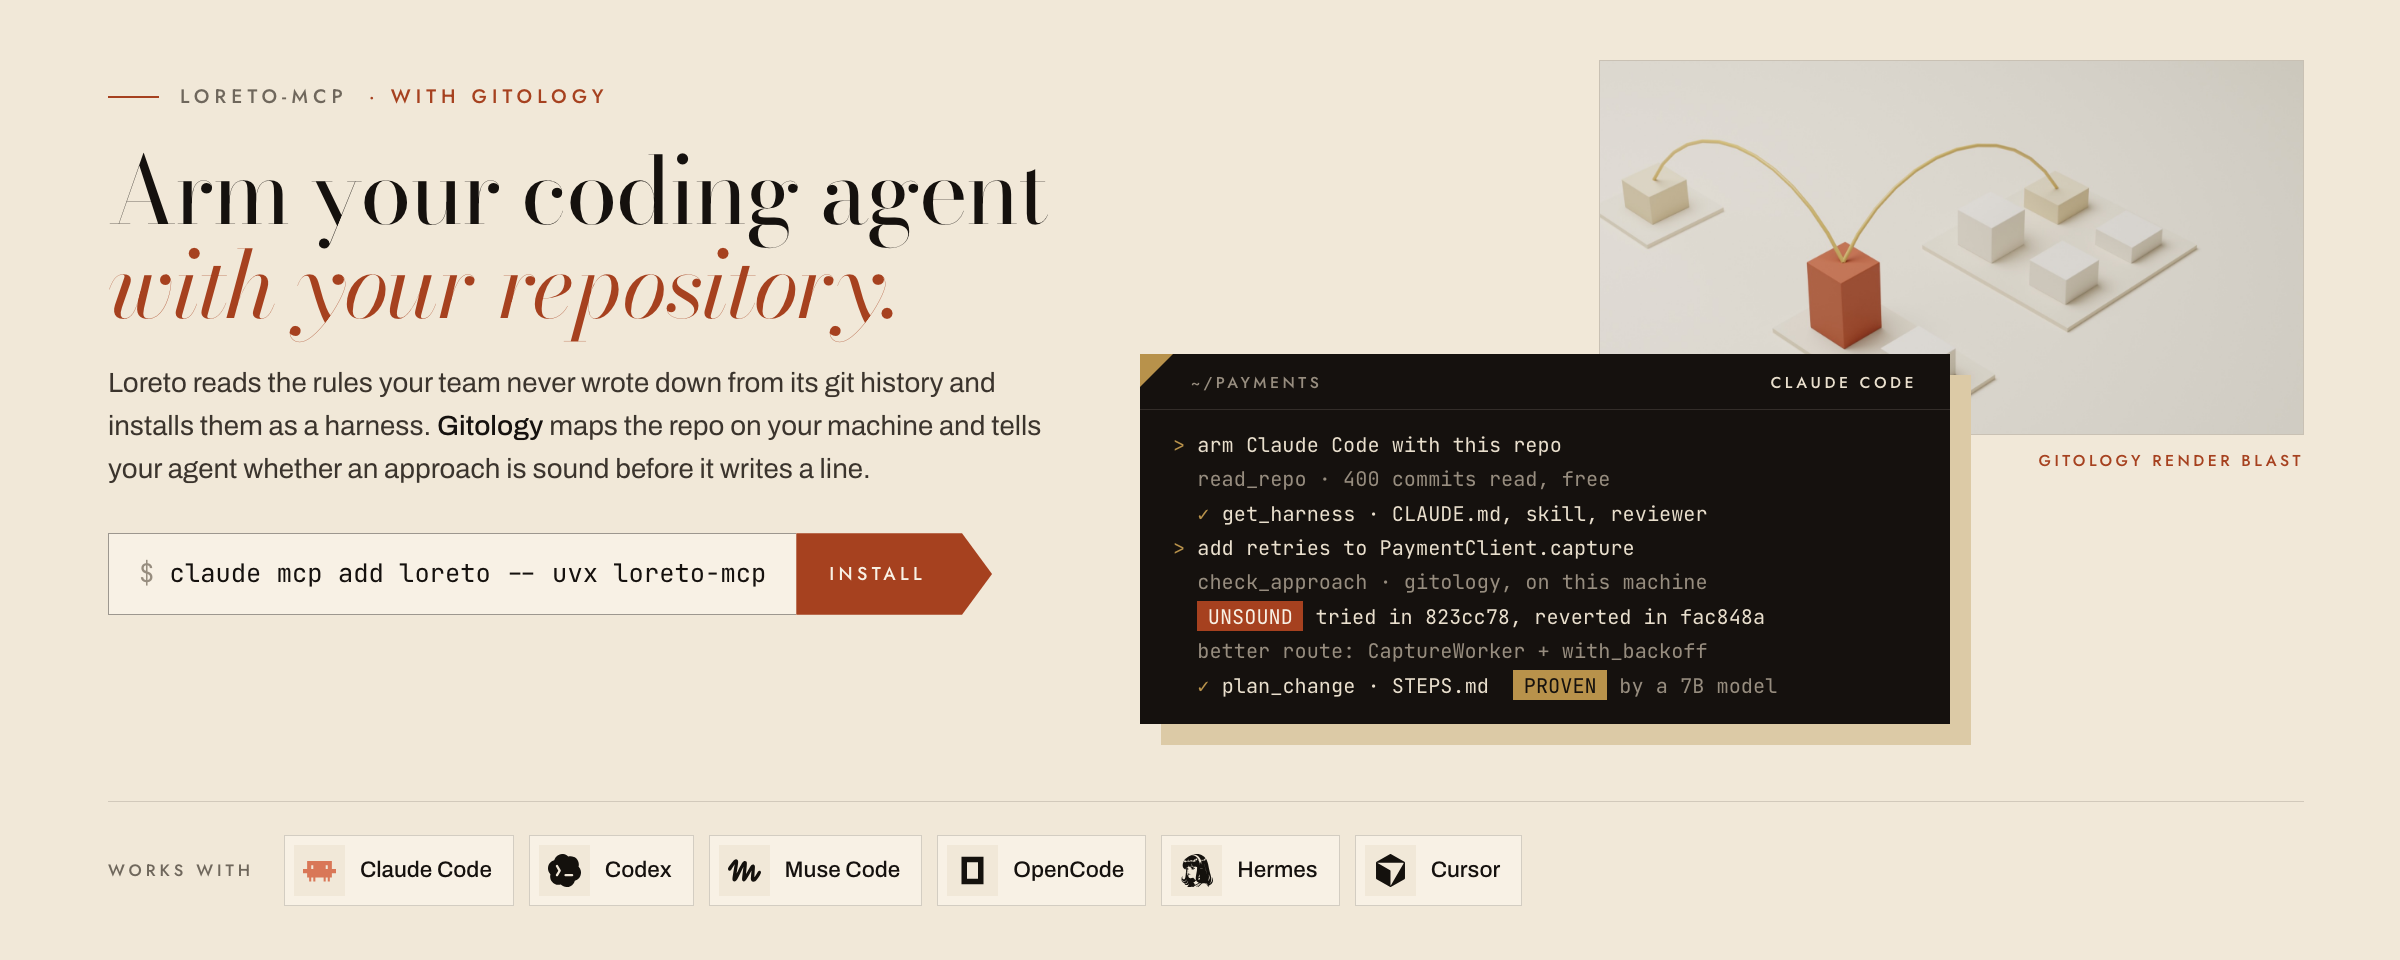 LORETO-MCP · WITH GITOLOGY
Arm your coding agent
with your repository.
Loreto reads the rules your team never wrote down from its git history and
installs them as a harness. Gitology maps the repo on your machine and tells
your agent whether an approach is sound before it writes a line.
$ claude mcp add loreto -- uvx loreto-mcp
INSTALL
~/PAYMENTS
CLAUDE CODE
> arm Claude Code with this repo
read_repo · 400 commits read, free
✓ get_harness · CLAUDE.md, skill, reviewer
> add retries to PaymentClient.capture
check_approach · gitology, on this machine
UNSOUND tried in 823cc78, reverted in fac848a
better route: CaptureWorker + with_backoff
✓ plan_change · STEPS.md PROVEN by a 7B model
GITOLOGY RENDER BLAST
WORKS WITH
Claude Code
Codex
Muse Code
OpenCode
Hermes
Cursor